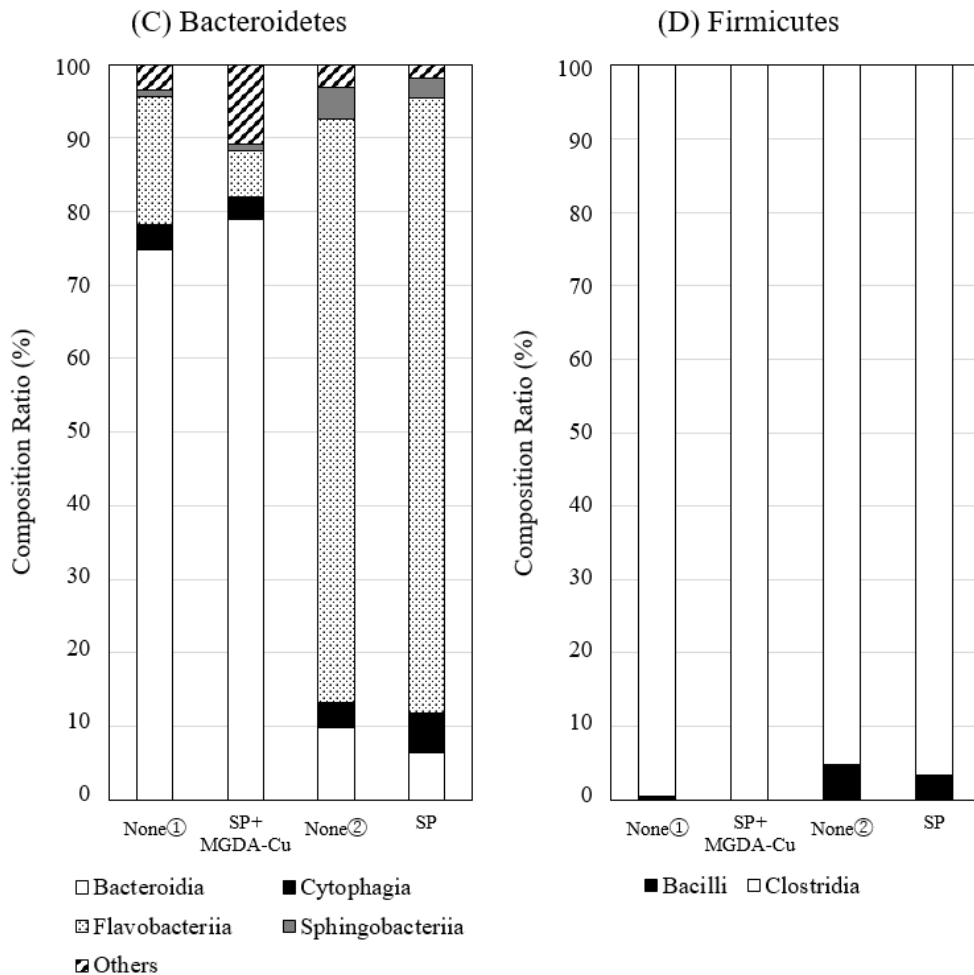 (C) Bacteroidetes
Composition Ratio (%)
100
90
80
70
60
50
40
30
20
10
0
None① SP+ MGDA-Cu None② SP
Bacteroidia Cytophagia
Flavobacteriia Sphingobacteriia
Others
(D) Firmicutes
Composition Ratio (%)
100
90
80
70
60
50
40
30
20
10
0
None① SP+ MGDA-Cu None② SP
Bacilli Clostridia